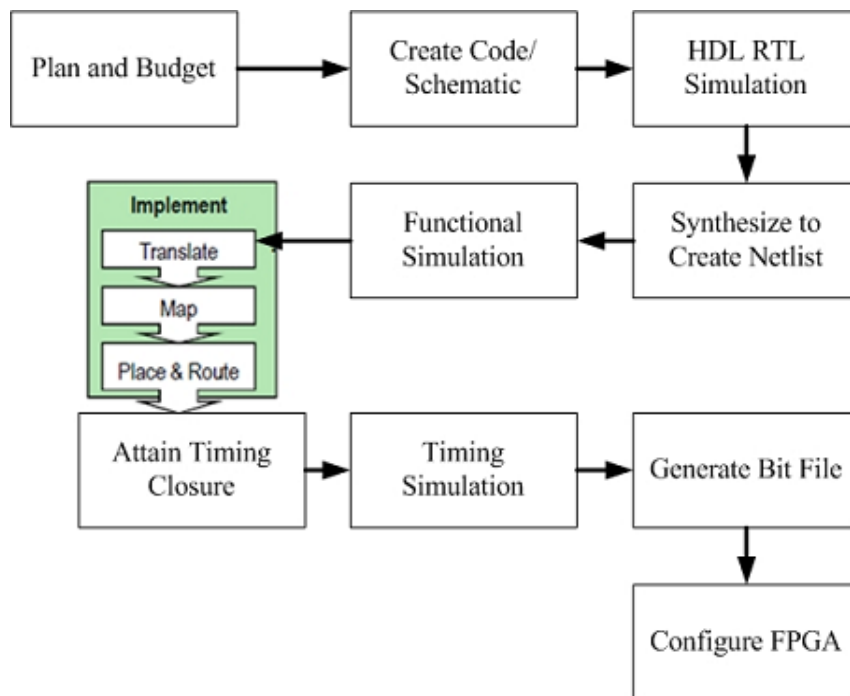 Plan and Budget
Create Code/
Schematic
HDL RTL
Simulation
Synthesize to
Create Netlist
Functional
Simulation
Implement
Translate
Map
Place & Route
Attain Timing
Closure
Timing
Simulation
Generate Bit File
Configure FPGA